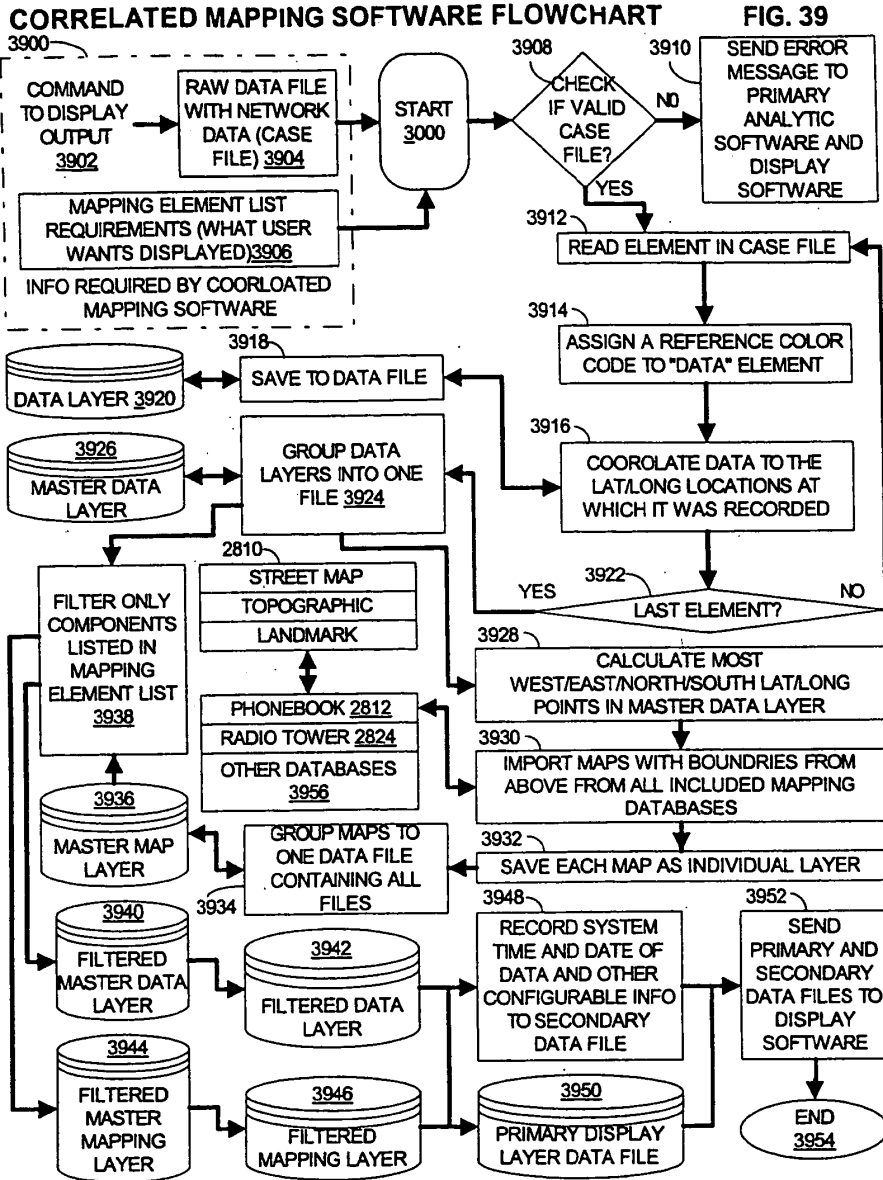 CORRELATED MAPPING SOFTWARE FLOWCHART
FIG. 39
3900
COMMAND
TO DISPLAY
OUTPUT
3902
RAW DATA FILE
WITH NETWORK
DATA (CASE
FILE) 3904
MAPPING ELEMENT LIST
REQUIREMENTS (WHAT USER
WANTS DISPLAYED)3906
INFO REQUIRED BY COORLOATED
MAPPING SOFTWARE
START
3000
3908
CHECK
IF VALID
CASE
FILE?
NO
YES
3910
SEND ERROR
MESSAGE TO
PRIMARY
ANALYTIC
SOFTWARE AND
DISPLAY
SOFTWARE
3912
READ ELEMENT IN CASE FILE
3914
ASSIGN A REFERENCE COLOR
CODE TO "DATA" ELEMENT
3916
COOROLATE DATA TO THE
LAT/LONG LOCATIONS AT
WHICH IT WAS RECORDED
3918
SAVE TO DATA FILE
DATA LAYER 3920
3922
YES
LAST ELEMENT?
NO
GROUP DATA
LAYERS INTO ONE
FILE 3924
3926
MASTER DATA
LAYER
2810
STREET MAP
TOPOGRAPHIC
LANDMARK
PHONEBOOK 2812
RADIO TOWER 2824
OTHER DATABASES
3956
3928
CALCULATE MOST
WEST/EAST/NORTH/SOUTH LAT/LONG
POINTS IN MASTER DATA LAYER
3930
IMPORT MAPS WITH BOUNDRIES FROM
ABOVE FROM ALL INCLUDED MAPPING
DATABASES
3932
SAVE EACH MAP AS INDIVIDUAL LAYER
GROUP MAPS TO
ONE DATA FILE
CONTAINING ALL
FILES
3934
3936
MASTER MAP
LAYER
FILTER ONLY
COMPONENTS
LISTED IN
MAPPING
ELEMENT LIST
3938
3940
FILTERED
MASTER DATA
LAYER
3942
FILTERED DATA
LAYER
3944
FILTERED
MASTER
MAPPING
LAYER
3946
FILTERED
MAPPING LAYER
3948
RECORD SYSTEM
TIME AND DATE OF
DATA AND OTHER
CONFIGURABLE INFO
TO SECONDARY
DATA FILE
3950
PRIMARY DISPLAY
LAYER DATA FILE
3952
SEND
PRIMARY AND
SECONDARY
DATA FILES TO
DISPLAY
SOFTWARE
END
3954